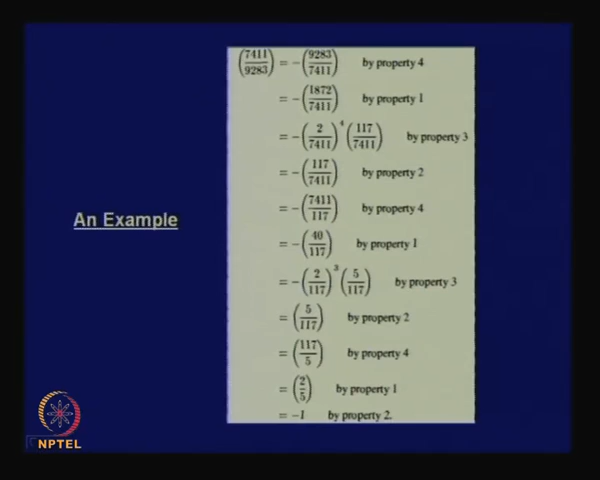 An Example
(7411/9283) = -(9283/7411) by property 4
= -(1872/7411) by property 1
= -(2/7411)^4 (117/7411) by property 3
= -(117/7411) by property 2
= -(7411/117) by property 4
= -(40/117) by property 1
= -(2/117)^3 (5/117) by property 3
= (5/117) by property 2
= (117/5) by property 4
= (2/5) by property 1
= -1 by property 2.
NPTEL